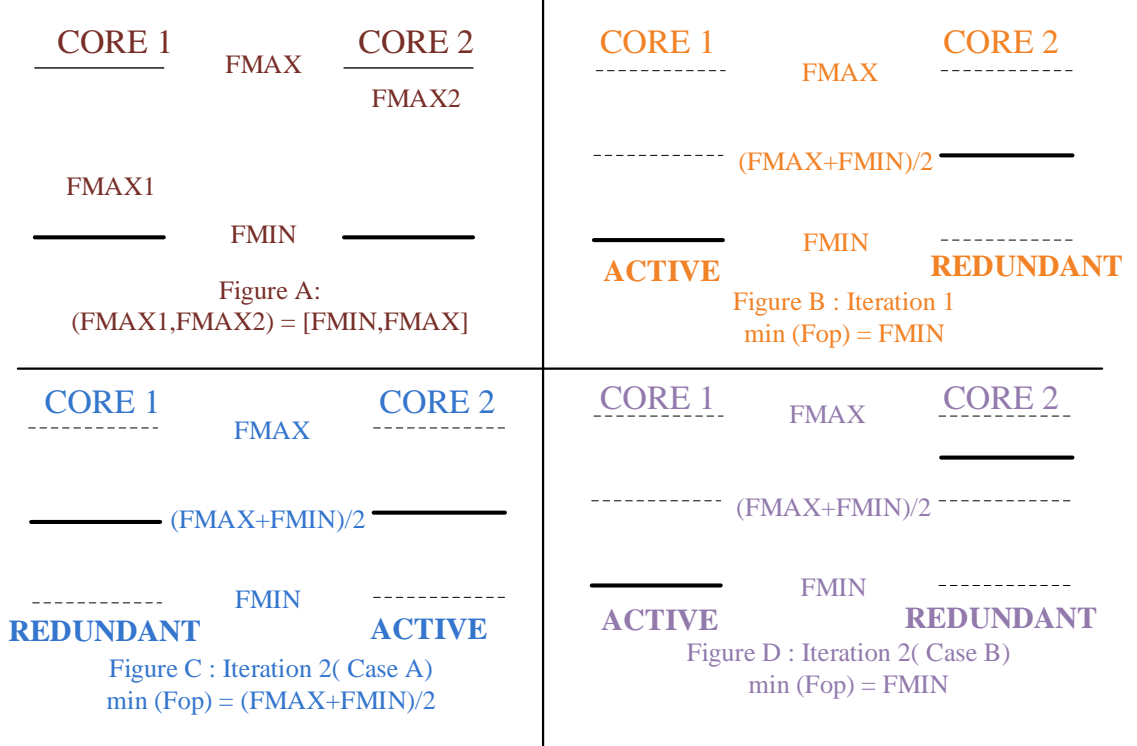 CORE 1
CORE 2
FMAX
FMAX2
FMAX1
FMIN
Figure A:
(FMAX1,FMAX2) = [FMIN,FMAX]
CORE 1
CORE 2
FMAX
(FMAX+FMIN)/2
FMIN
ACTIVE
REDUNDANT
Figure B : Iteration 1
min (Fop) = FMIN
CORE 1
CORE 2
FMAX
(FMAX+FMIN)/2
FMIN
REDUNDANT
ACTIVE
Figure C : Iteration 2( Case A)
min (Fop) = (FMAX+FMIN)/2
CORE 1
CORE 2
FMAX
(FMAX+FMIN)/2
FMIN
ACTIVE
REDUNDANT
Figure D : Iteration 2( Case B)
min (Fop) = FMIN